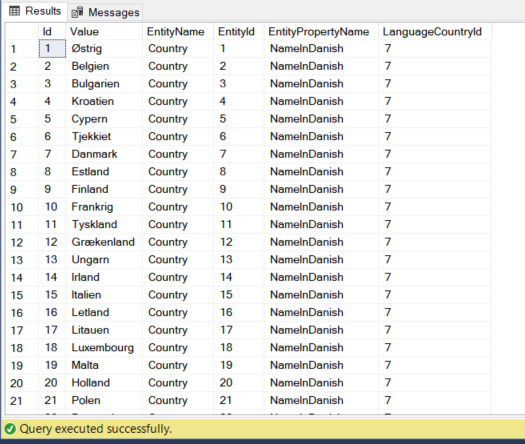 Results Messages
Id Value EntityName EntityId EntityPropertyName LanguageCountryId
1 1 Østrig Country 1 NameInDanish 7
2 2 Belgien Country 2 NameInDanish 7
3 3 Bulgarien Country 3 NameInDanish 7
4 4 Kroatien Country 4 NameInDanish 7
5 5 Cypern Country 5 NameInDanish 7
6 6 Tjekkiet Country 6 NameInDanish 7
7 7 Danmark Country 7 NameInDanish 7
8 8 Estland Country 8 NameInDanish 7
9 9 Finland Country 9 NameInDanish 7
10 10 Frankrig Country 10 NameInDanish 7
11 11 Tyskland Country 11 NameInDanish 7
12 12 Grækenland Country 12 NameInDanish 7
13 13 Ungarn Country 13 NameInDanish 7
14 14 Irland Country 14 NameInDanish 7
15 15 Italien Country 15 NameInDanish 7
16 16 Letland Country 16 NameInDanish 7
17 17 Litauen Country 17 NameInDanish 7
18 18 Luxembourg Country 18 NameInDanish 7
19 19 Malta Country 19 NameInDanish 7
20 20 Holland Country 20 NameInDanish 7
21 21 Polen Country 21 NameInDanish 7
Query executed successfully.